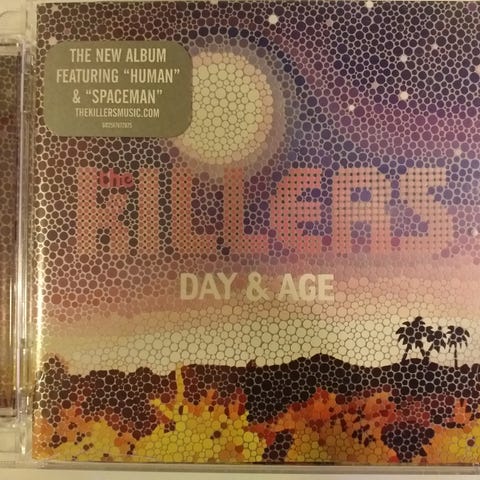 THE NEW ALBUM
FEATURING "HUMAN"
& "SPACEMAN"
THEKILLERSMUSIC.COM
the
KILLERS
DAY & AGE